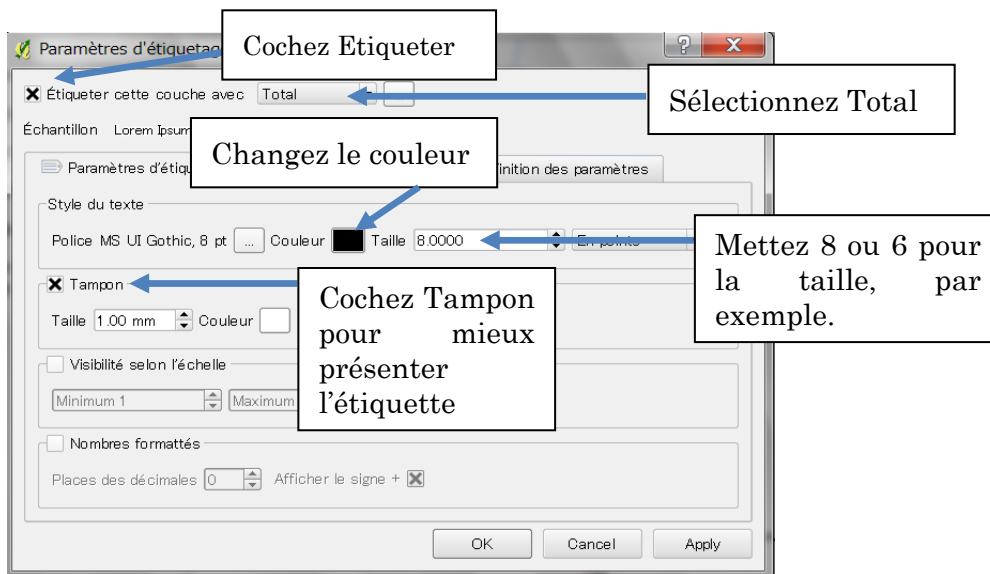 Paramètres d'étiquetag
Cochez Etiqueter
?
X
Étiqueter cette couche avec Total
Sélectionnez Total
Échantillon Lorem Ipsum
Changez le couleur
Paramètres d'étiqu
inition des paramètres
Style du texte
Police MS UI Gothic, 8 pt ... Couleur Taille 8.0000
Mettez 8 ou 6 pour
la taille, par
exemple.
Tampon
Taille 1.00 mm Couleur
Cochez Tampon
pour mieux
présenter
l'étiquette
Visibilité selon l'échelle
Minimum 1 Maximum
Nombres formattés
Places des décimales 0 Afficher le signe +
OK Cancel Apply